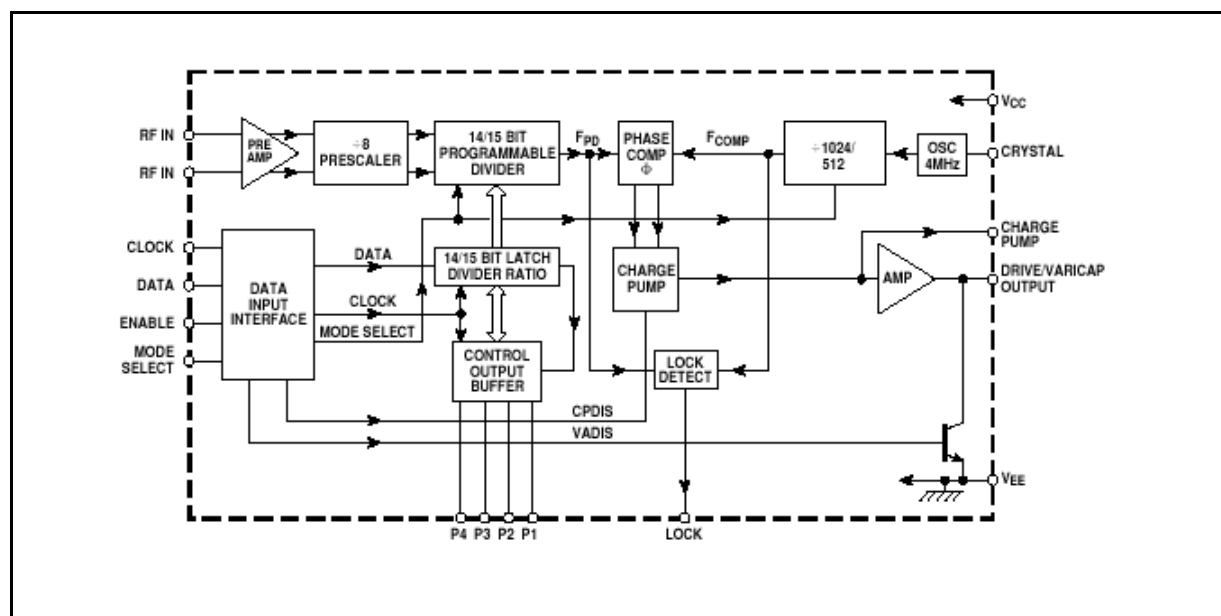 VCC
RF IN
PRE
AMP
÷8
PRESCALER
14/15 BIT
PROGRAMMABLE
DIVIDER
FPD
PHASE
COMP
Φ
FCOMP
÷1024/
512
OSC
4MHz
CRYSTAL
RF IN
CLOCK
DATA
ENABLE
MODE
SELECT
DATA
INPUT
INTERFACE
DATA
CLOCK
MODE SELECT
14/15 BIT LATCH
DIVIDER RATIO
CHARGE
PUMP
AMP
CHARGE
PUMP
DRIVE/VARICAP
OUTPUT
CONTROL
OUTPUT
BUFFER
LOCK
DETECT
CPDIS
VADIS
VEE
P4 P3 P2 P1
LOCK